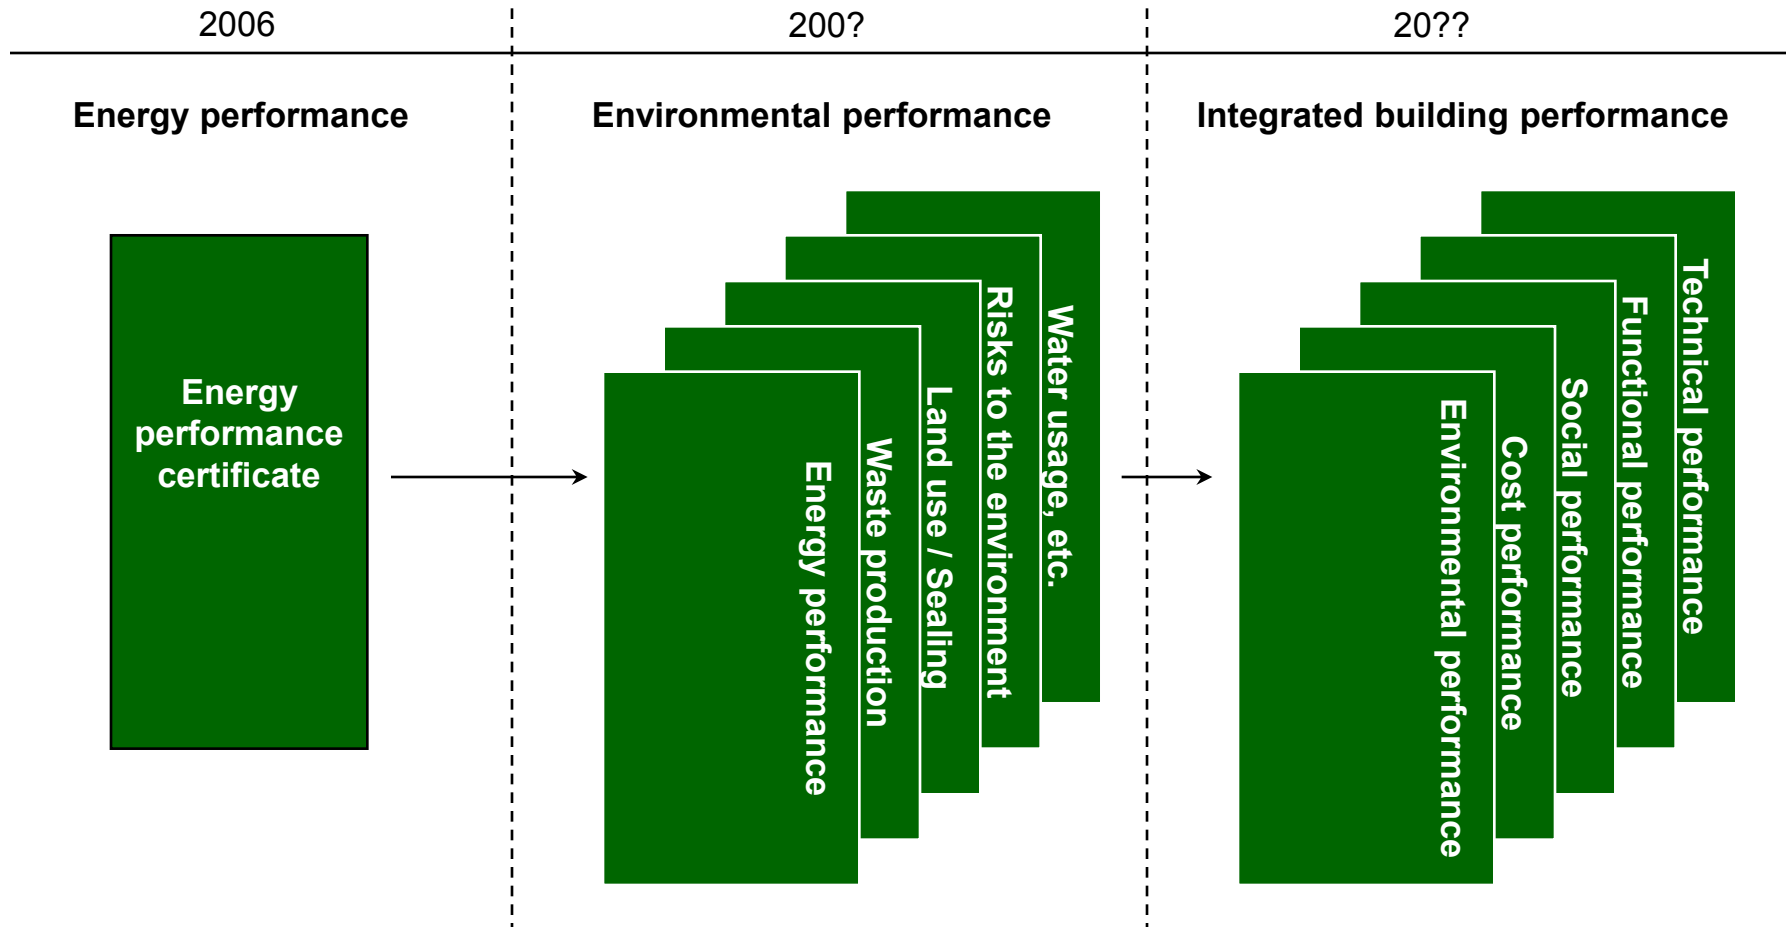 2006
200?
20??
Energy performance
Environmental performance
Integrated building performance
Energy
performance
certificate
Energy performance
Waste production
Land use / Sealing
Risks to the environment
Water usage, etc.
Environmental performance
Cost performance
Social performance
Functional performance
Technical performance